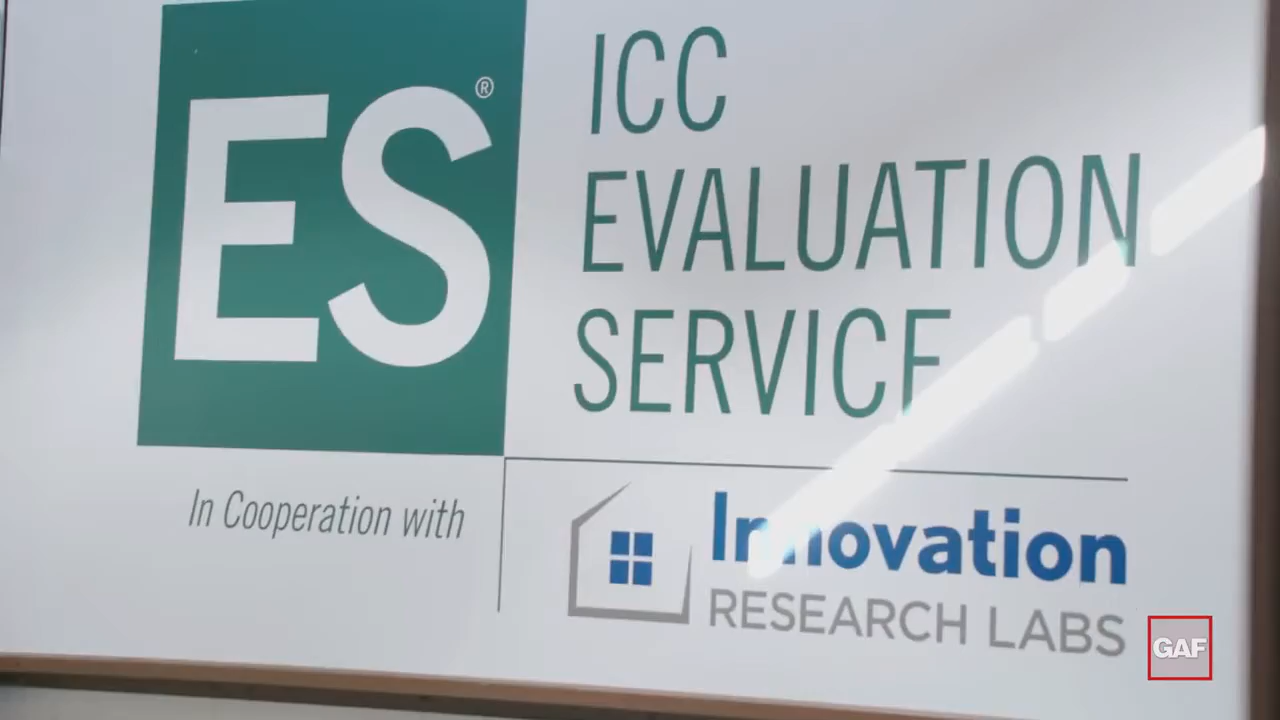 ES®
ICC
EVALUATION
SERVICE
In Cooperation with
Innovation
RESEARCH LABS
GAF